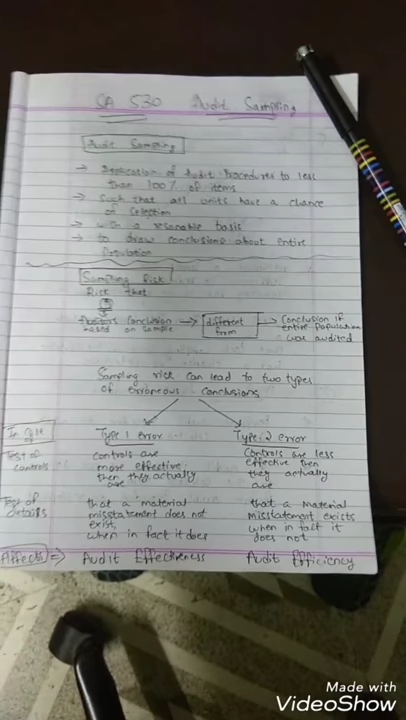 SA 530 Audit Sampling
Audit Sampling
→ Application of Audit Procedures to less
than 100% of items
→ Such that all units have a chance
of Selection
→ with a resonable basis
→ to draw conclusions about entire
Population
Sampling Risk
Risk that
Auditors conclusion → different → Conclusion if
based on sample from entire population
was audited
Sampling risk can lead to two types
of erroneous conclusions
In
Type 1 error Type 2 error
Test of controls are controls are less
controls more effective effective then
then they actually they actually
are are
Test of that a material that a material
details misstatement does not Misstatement exists
exist, when in fact it
when in fact it does does not
Affects ⇒ Audit Effectiveness Audit Efficiency
Made with
VideoShow